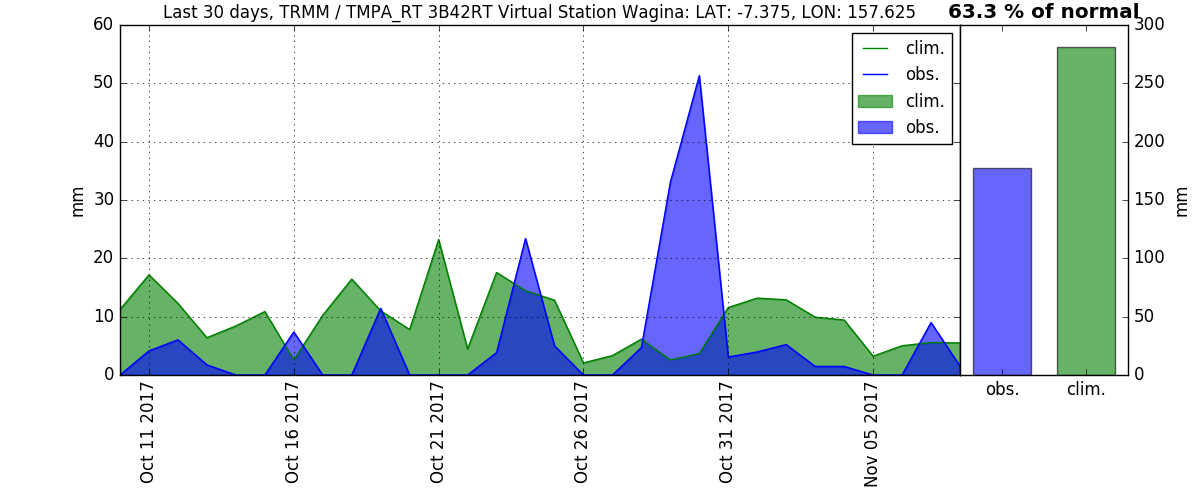 Last 30 days, TRMM / TMPA_RT 3B42RT Virtual Station Wagina: LAT: -7.375, LON: 157.625
63.3 % of normal
60
50
40
30
20
10
0
mm
clim.
obs.
clim.
obs.
300
250
200
150
100
50
0
mm
Oct 11 2017
Oct 16 2017
Oct 21 2017
Oct 26 2017
Oct 31 2017
Nov 05 2017
obs.
clim.